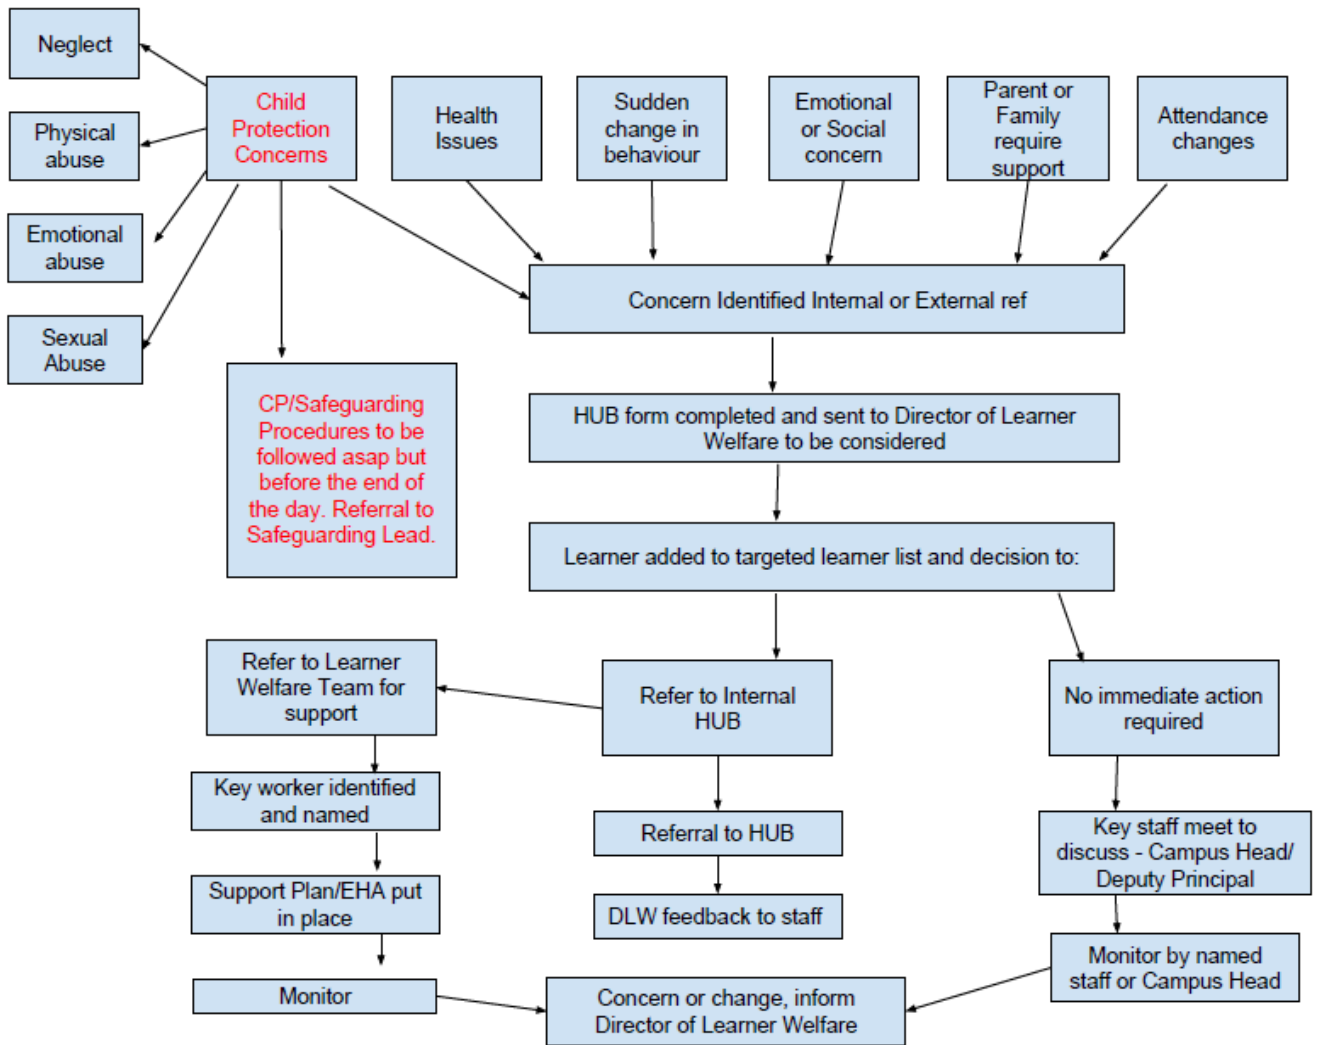 Neglect
Physical
abuse
Emotional
abuse
Sexual
Abuse
Child
Protection
Concerns
Health
Issues
Sudden
change in
behaviour
Emotional
or Social
concern
Parent or
Family
require
support
Attendance
changes
Concern Identified Internal or External ref
CP/Safeguarding
Procedures to be
followed asap but
before the end of
the day. Referral to
Safeguarding Lead.
HUB form completed and sent to Director of Learner
Welfare to be considered
Learner added to targeted learner list and decision to:
Refer to Learner
Welfare Team for
support
Refer to Internal
HUB
No immediate action
required
Key worker identified
and named
Referral to HUB
Key staff meet to
discuss - Campus Head/
Deputy Principal
Support Plan/EHA put
in place
DLW feedback to staff
Monitor by named
staff or Campus Head
Monitor
Concern or change, inform
Director of Learner Welfare